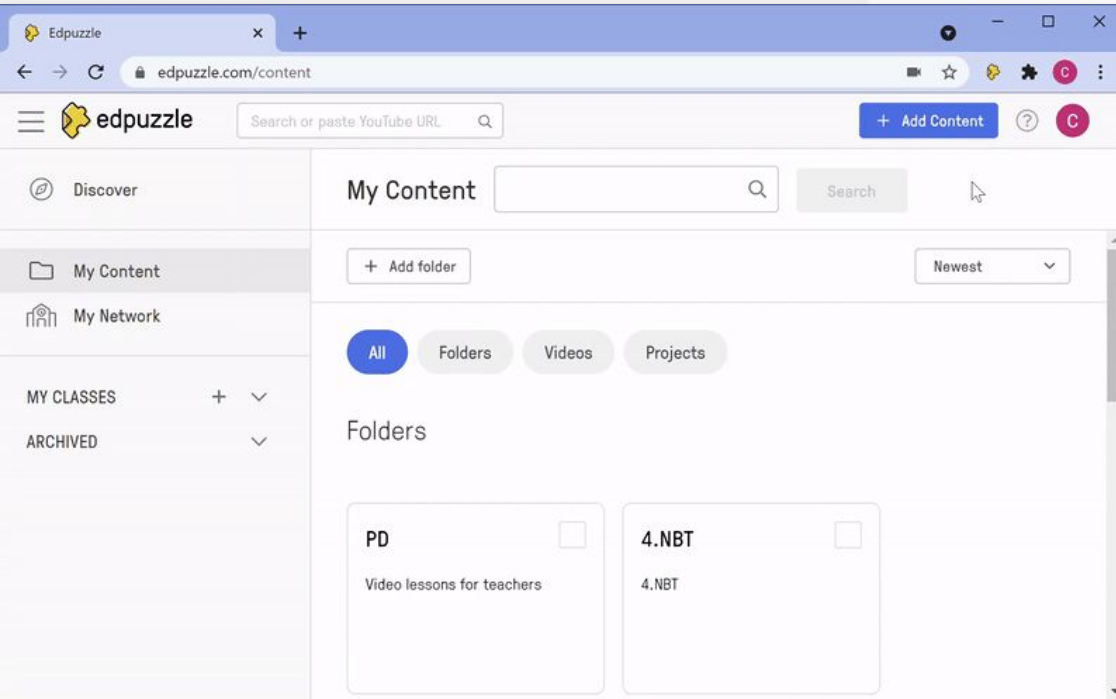 Edpuzzle
edpuzzle.com/content
C
edpuzzle
Search or paste YouTube URL
+ Add Content
?
C
Discover
My Content
Search
My Content
+ Add folder
Newest
My Network
All
Folders
Videos
Projects
MY CLASSES
ARCHIVED
Folders
PD
4.NBT
Video lessons for teachers
4.NBT